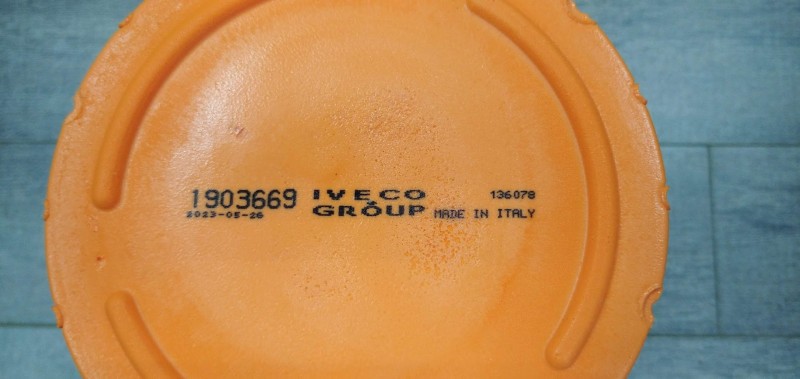 1903669 IVECO 136078
2023-05-26 GROUP MADE IN ITALY